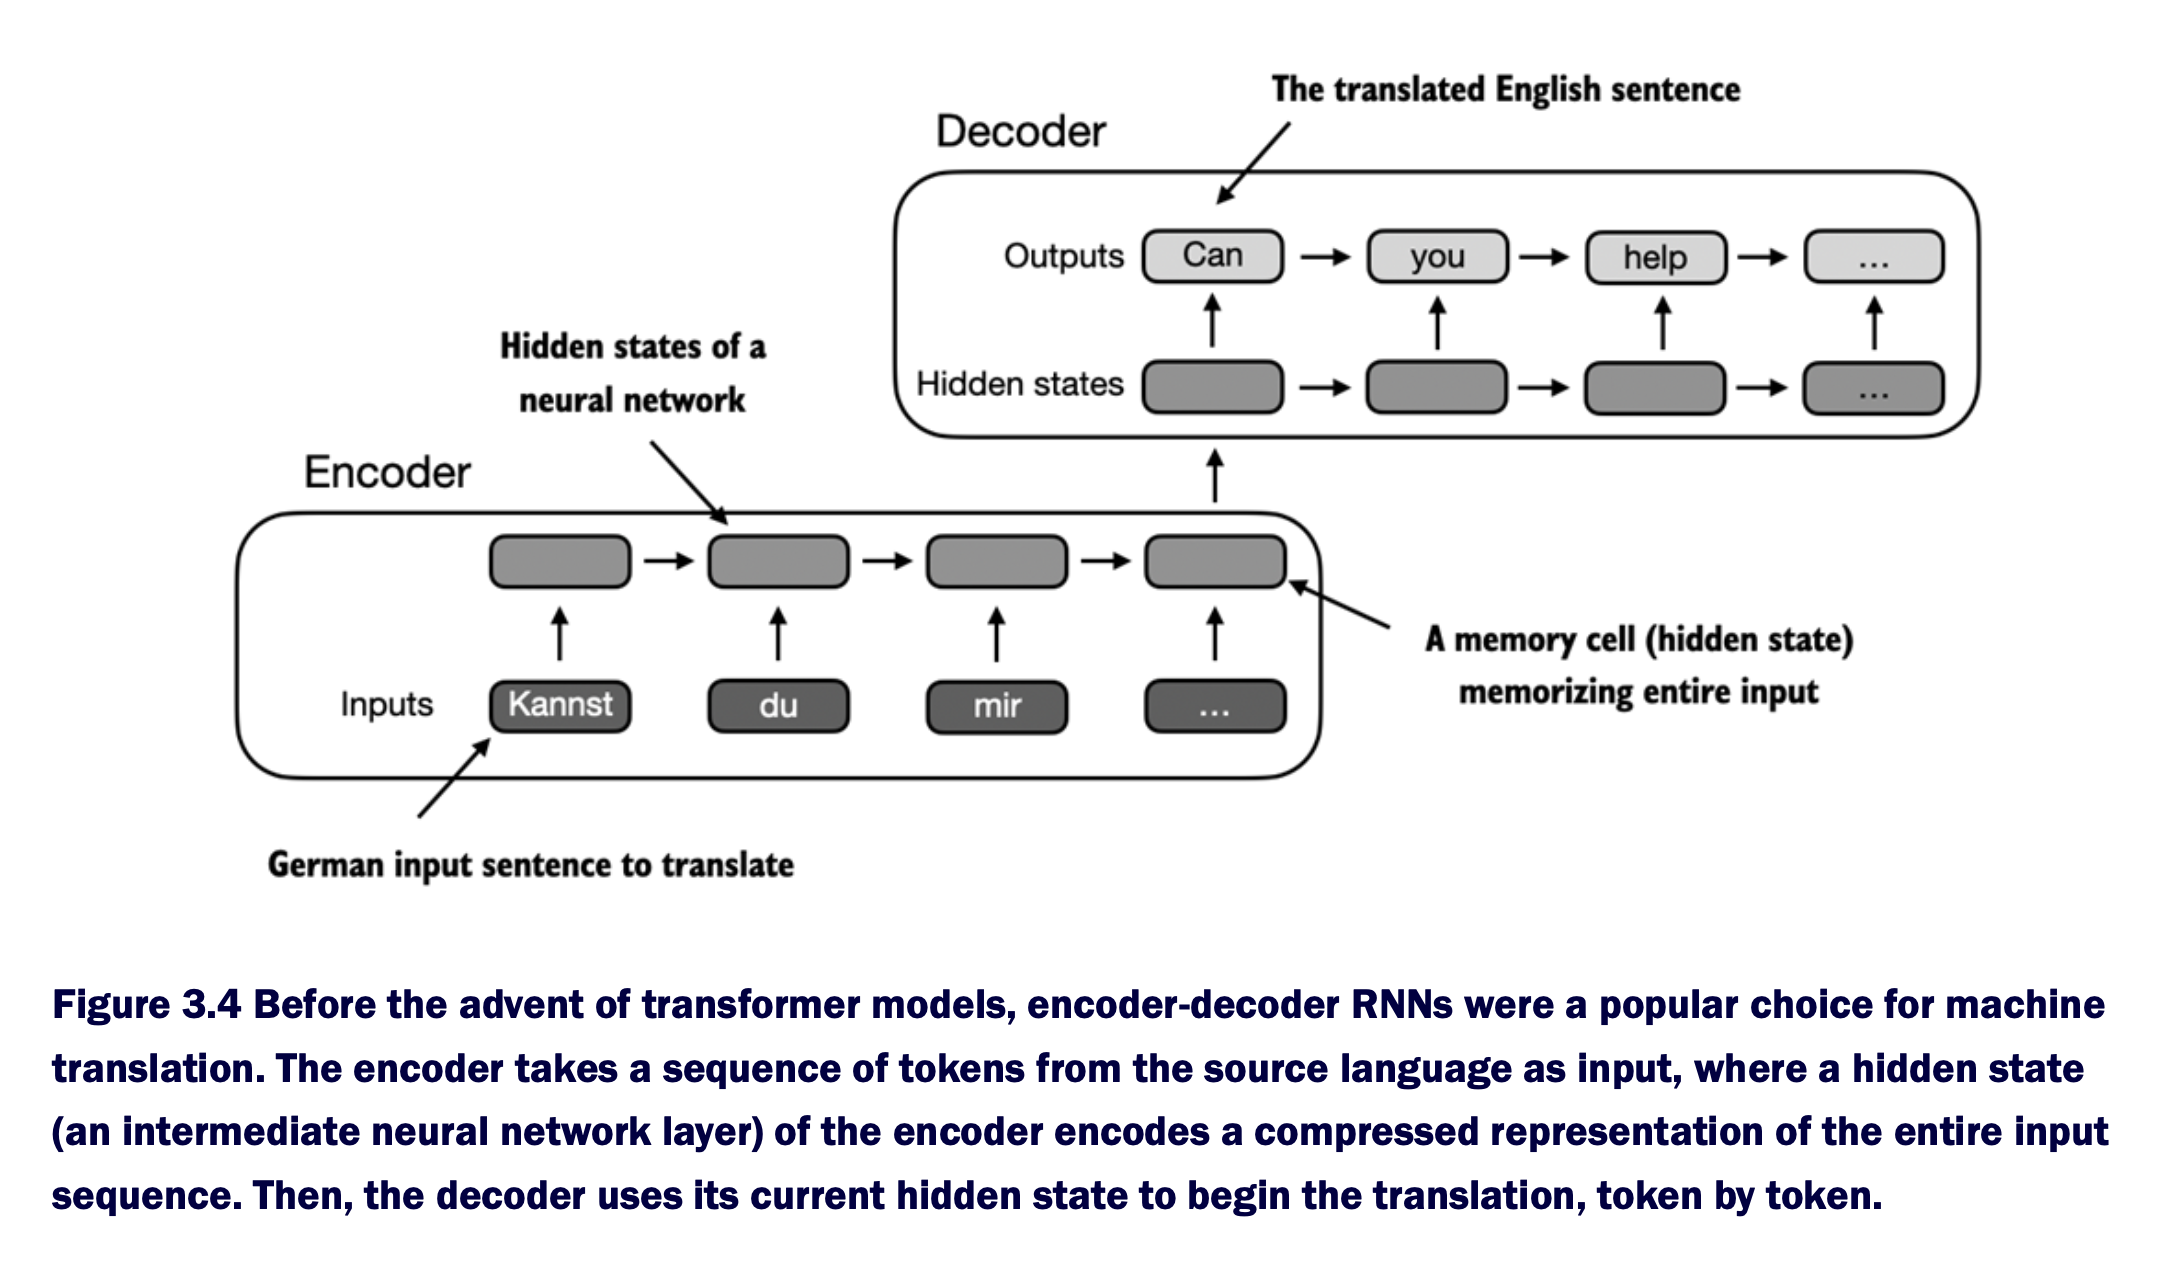 The translated English sentence
Decoder
Outputs Can you help ...
Hidden states ...
Hidden states of a
neural network
Encoder
A memory cell (hidden state)
memorizing entire input
Inputs Kannst du mir ...
German input sentence to translate
Figure 3.4 Before the advent of transformer models, encoder-decoder RNNs were a popular choice for machine
translation. The encoder takes a sequence of tokens from the source language as input, where a hidden state
(an intermediate neural network layer) of the encoder encodes a compressed representation of the entire input
sequence. Then, the decoder uses its current hidden state to begin the translation, token by token.